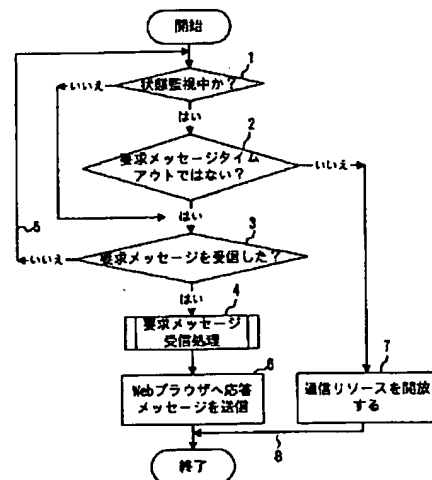 開始
1
状態監視中か?
いいえ
はい
2
要求メッセージタイム
アウトではない?
いいえ
はい
5
3
要求メッセージを受信した?
いいえ
はい
4
要求メッセージ
受信処理
6
Webブラウザへ応答
メッセージを送信
7
通信リソースを開放
する
8
終了